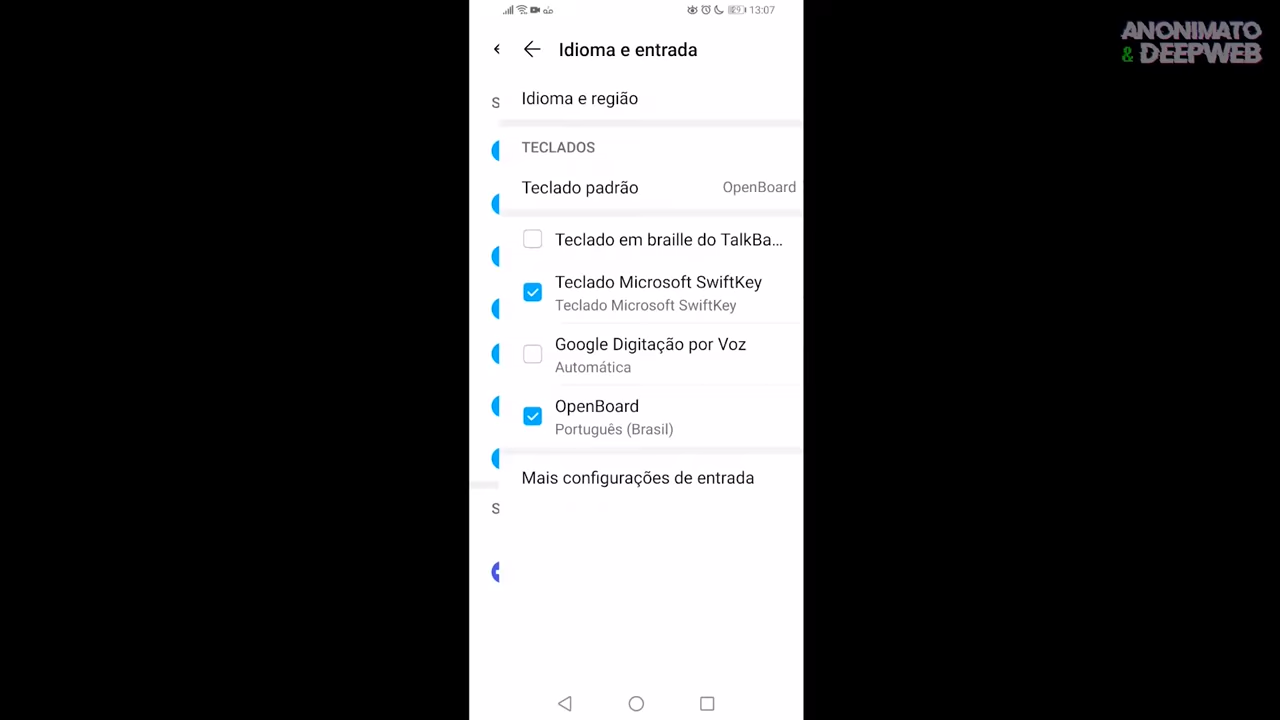 13:07
ANONIMATO
& DEEPWEB
Idioma e entrada
S
Idioma e região
TECLADOS
Teclado padrão OpenBoard
Teclado em braille do TalkBa...
Teclado Microsoft SwiftKey
Teclado Microsoft SwiftKey
Google Digitação por Voz
Automática
OpenBoard
Português (Brasil)
Mais configurações de entrada
S